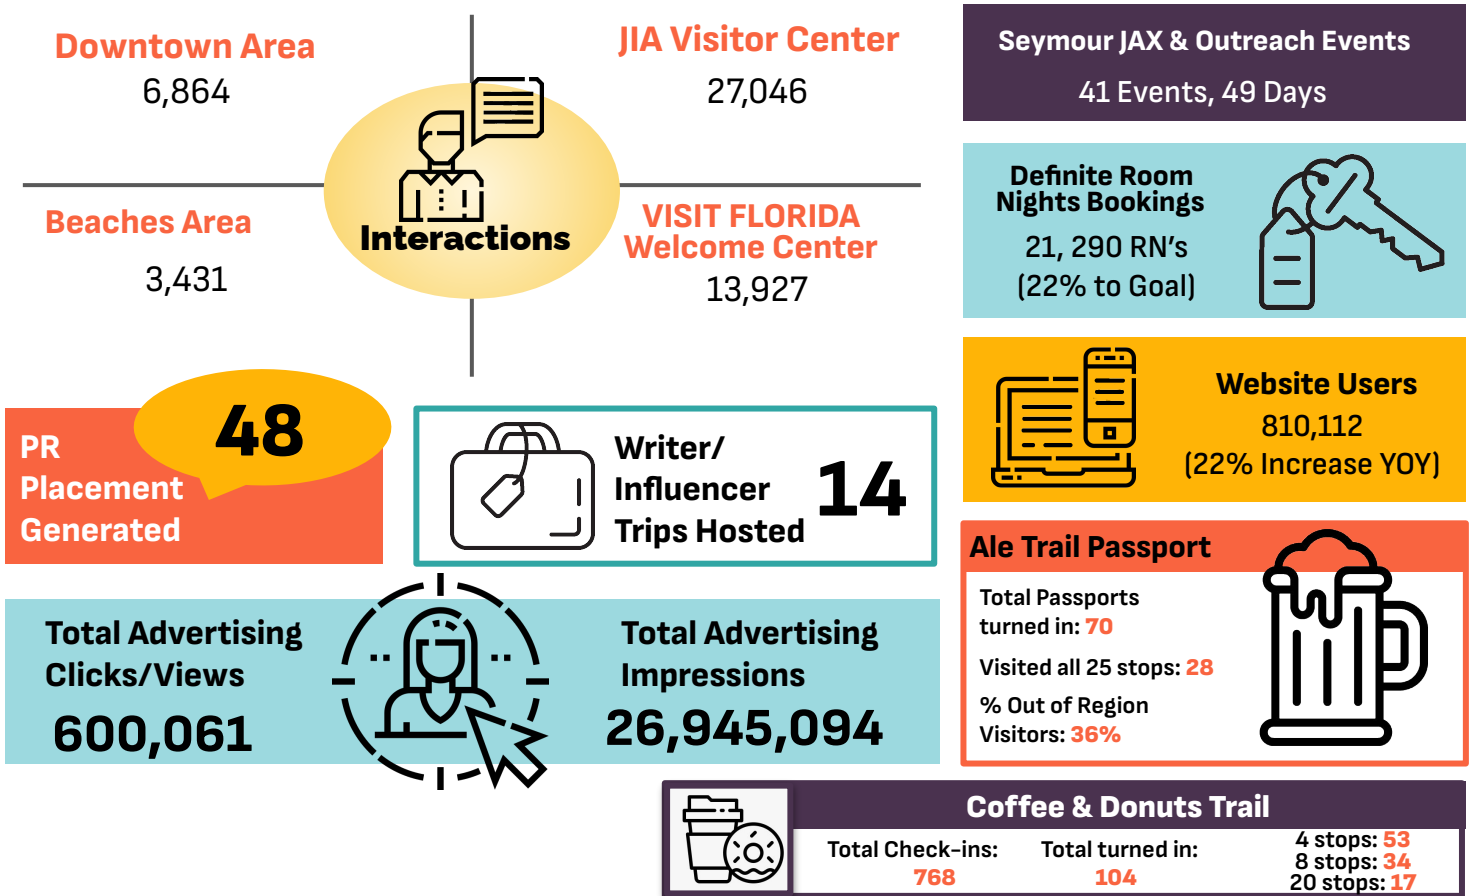 Downtown Area
6,864
JIA Visitor Center
27,046
Interactions
Beaches Area
3,431
VISIT FLORIDA
Welcome Center
13,927
Seymour JAX & Outreach Events
41 Events, 49 Days
Definite Room
Nights Bookings
21, 290 RN's
(22% to Goal)
Website Users
810,112
(22% Increase YOY)
PR
Placement
Generated
48
Writer/
Influencer
Trips Hosted
14
Total Advertising
Clicks/Views
600,061
Total Advertising
Impressions
26,945,094
Ale Trail Passport
Total Passports
turned in: 70
Visited all 25 stops: 28
% Out of Region
Visitors: 36%
Coffee & Donuts Trail
Total Check-ins:
768
Total turned in:
104
4 stops: 53
8 stops: 34
20 stops: 17